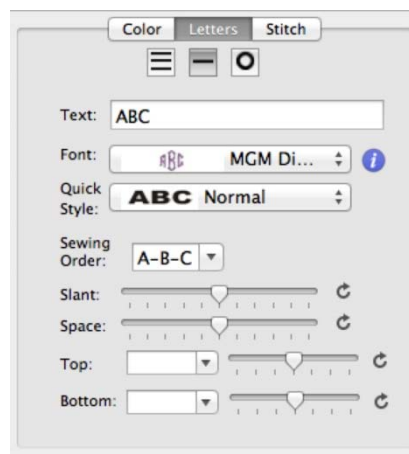 Color Letters Stitch
Text: ABC
Font: ABC MGM Di... i
Quick Style: ABC Normal
Sewing Order: A-B-C
Slant:
Space:
Top:
Bottom: